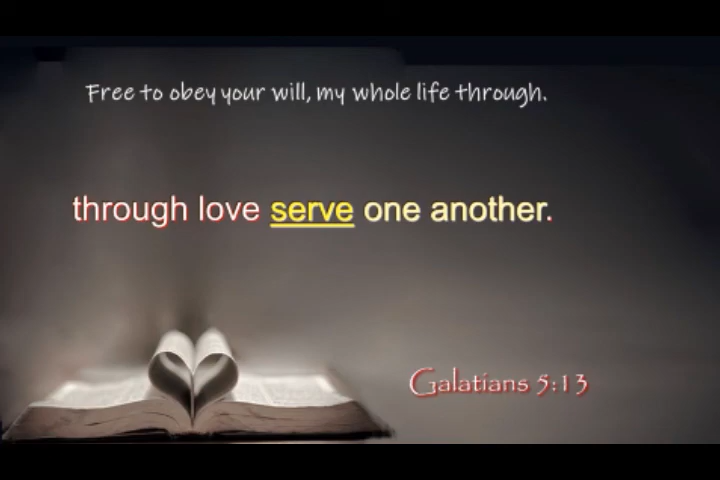 Free to obey your will, my whole life through.
through love serve one another.
Galatians 5:13